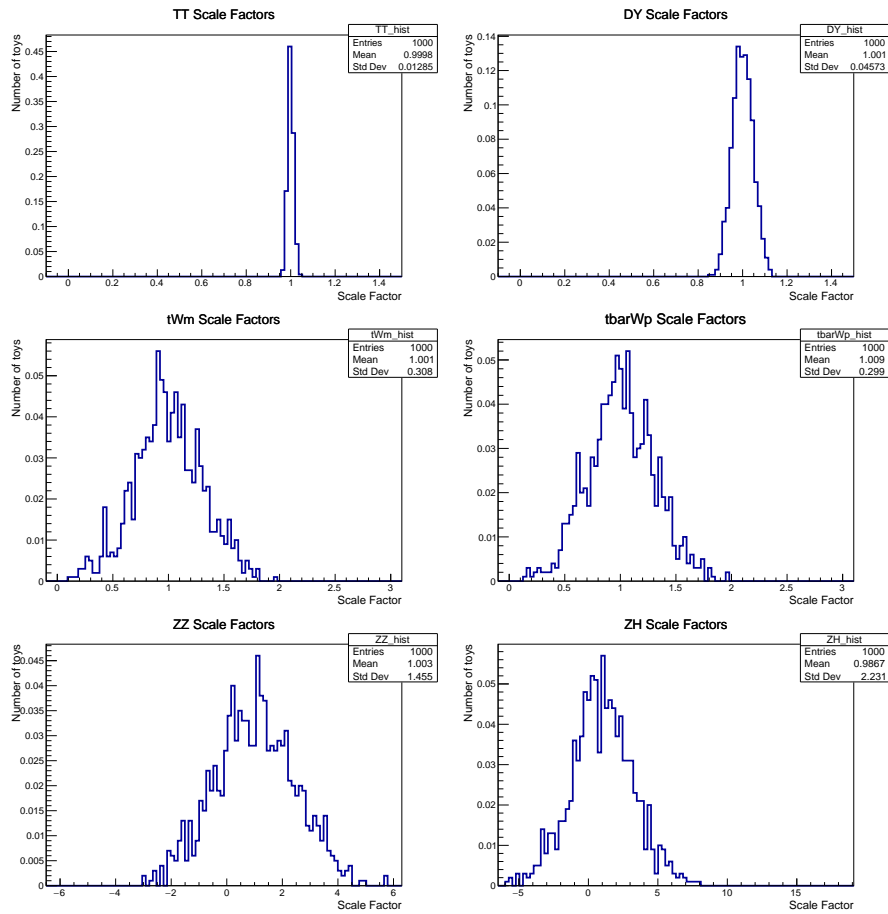 TT Scale Factors
TT_hist
Entries 1000
Mean 0.9998
Std Dev 0.01285
Number of toys
0.45
0.4
0.35
0.3
0.25
0.2
0.15
0.1
0.05
0
0 0.2 0.4 0.6 0.8 1.0 1.2 1.4
Scale Factor
DY Scale Factors
DY_hist
Entries 1000
Mean 1.001
Std Dev 0.04573
Number of toys
0.14
0.12
0.1
0.08
0.06
0.04
0.02
0
0 0.2 0.4 0.6 0.8 1 1.2 1.4
Scale Factor
tWm Scale Factors
tWm_hist
Entries 1000
Mean 1.001
Std Dev 0.308
Number of toys
0.05
0.04
0.03
0.02
0.01
0
0 0.5 1 1.5 2 2.5 3
Scale Factor
tbarWp Scale Factors
tbarWp_hist
Entries 1000
Mean 1.009
Std Dev 0.299
Number of toys
0.05
0.04
0.03
0.02
0.01
0
0 0.5 1 1.5 2 2.5 3
Scale Factor
ZZ Scale Factors
ZZ_hist
Entries 1000
Mean 1.003
Std Dev 1.455
Number of toys
0.045
0.04
0.035
0.03
0.025
0.02
0.015
0.01
0.005
0
−6 −4 −2 0 2 4 6
Scale Factor
ZH Scale Factors
ZH_hist
Entries 1000
Mean 0.9867
Std Dev 2.231
Number of toys
0.05
0.04
0.03
0.02
0.01
0
−5 0 5 10 15
Scale Factor